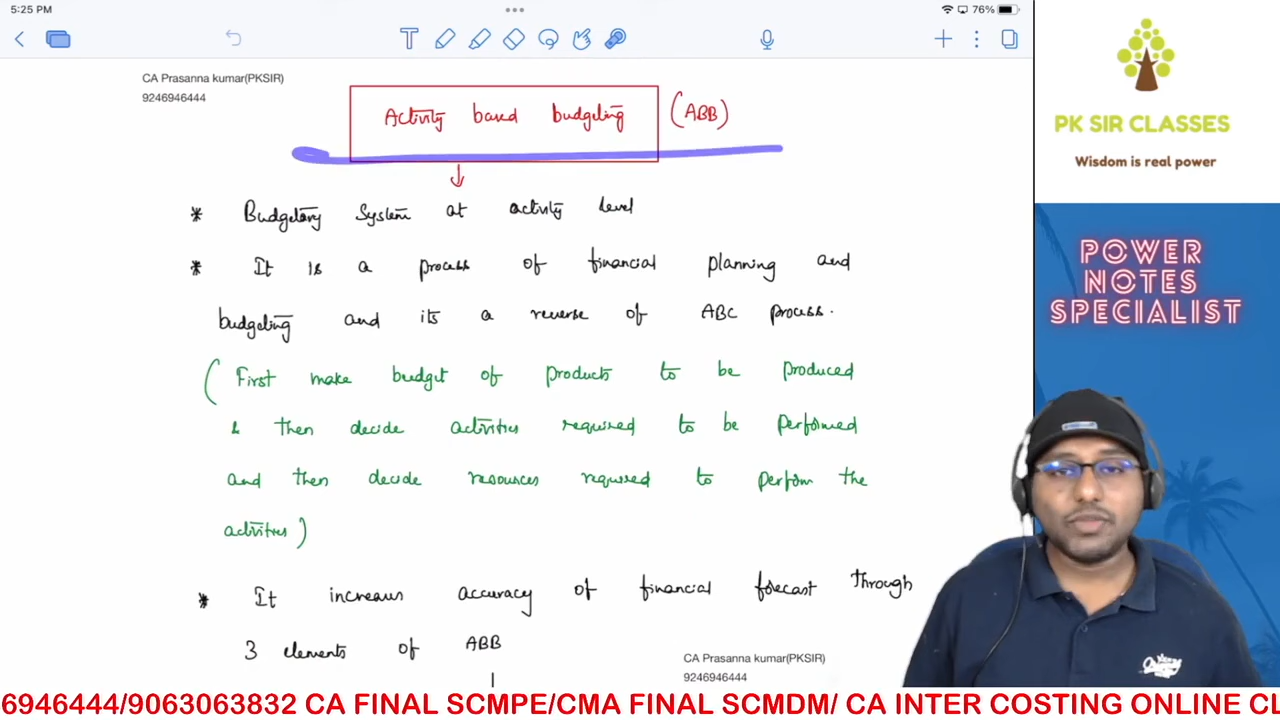 5:25 PM
76%
CA Prasanna kumar(PKSIR)
9246946444
Activity based budgeting (ABB)
* Budgetary System at activity level
* It is a process of financial planning and
budgeting and its a reverse of ABC process.
(First make budget of products to be produced
& then decide activities required to be performed
and then decide resources required to perform the
activities)
* It increases accuracy of financial forecast through
3 elements of ABB
CA Prasanna kumar(PKSIR)
9246946444
PK SIR CLASSES
Wisdom is real power
POWER
NOTES
SPECIALIST
6946444/9063063832 CA FINAL SCMPE/CMA FINAL SCMDM/ CA INTER COSTING ONLINE CL